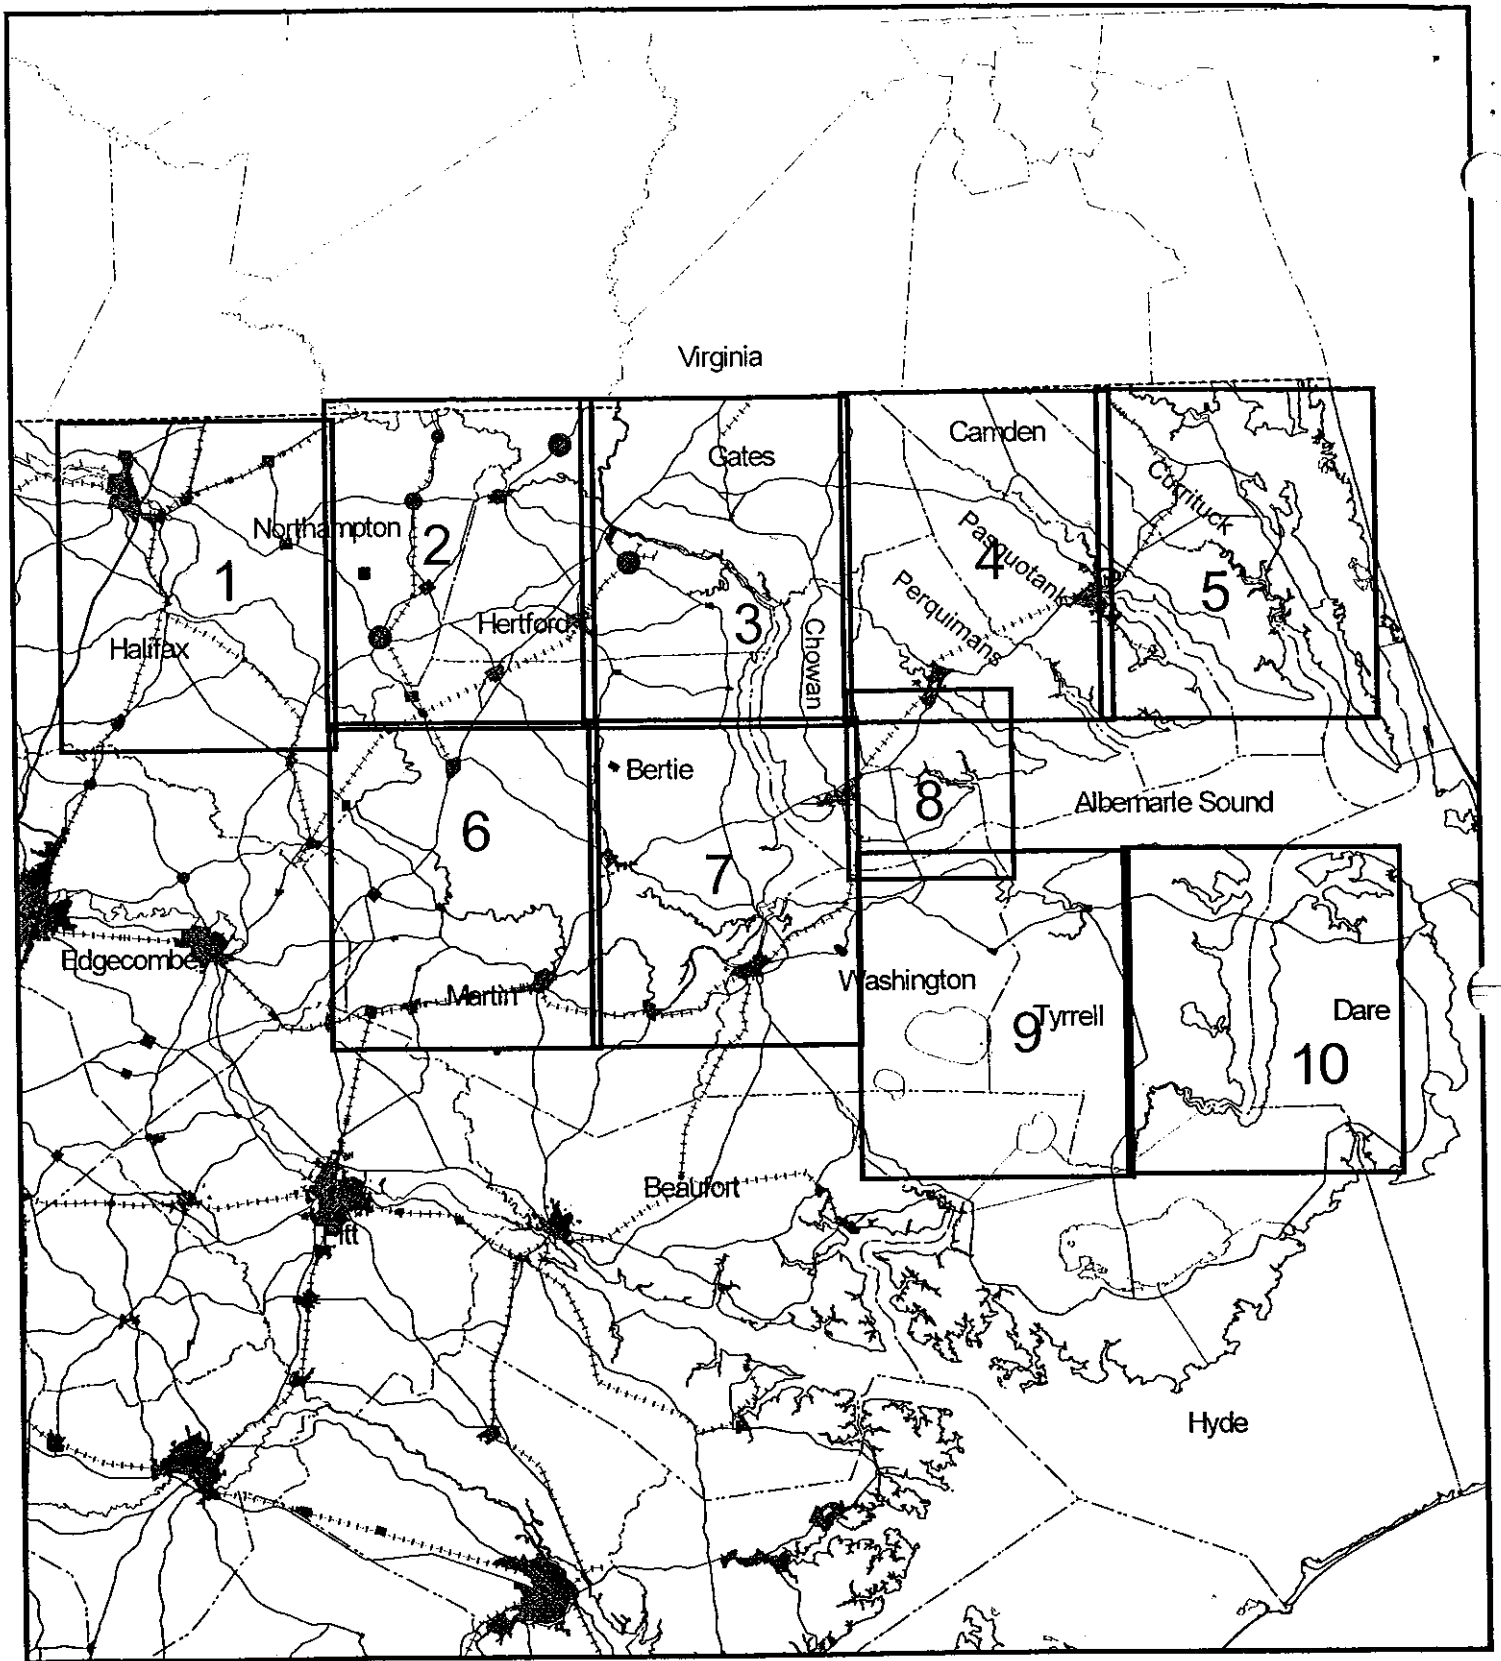 Virginia
Camden
Gates
Currituck
Northampton
2
Pasquotank
4
1
5
Perquimans
Hertford
3
Halifax
Chowan
Bertie
8
Albemarle Sound
6
7
Edgecombe
Washington
Martin
9
Tyrrell
Dare
10
Beaufort
Pitt
Hyde